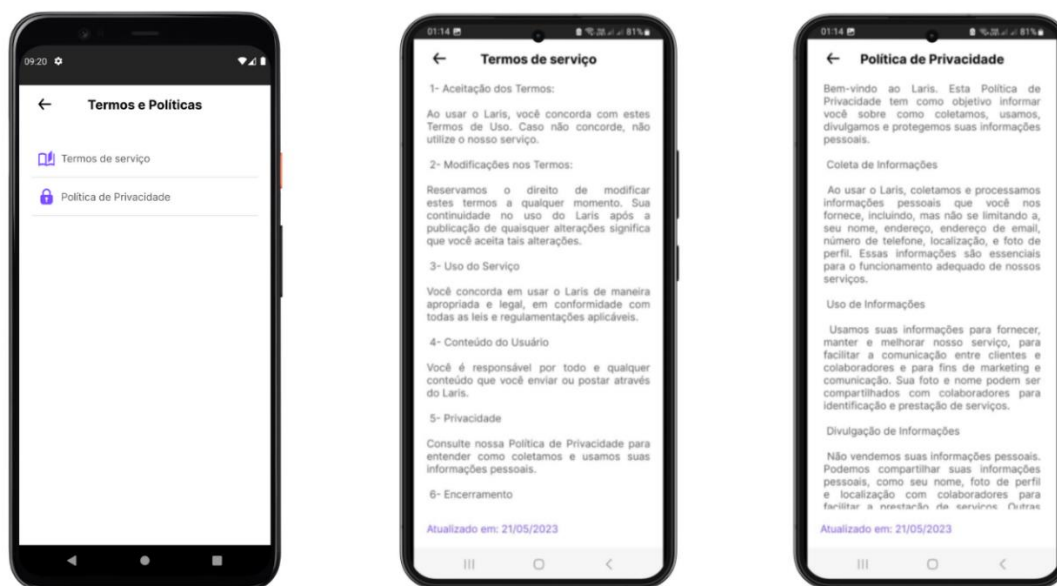 09:20
Termos e Políticas
Termos de serviço
Política de Privacidade
01:14
81%
Termos de serviço
1- Aceitação dos Termos:
Ao usar o Laris, você concorda com estes
Termos de Uso. Caso não concorde, não
utilize o nosso serviço.
2- Modificações nos Termos:
Reservamos o direito de modificar
estes termos a qualquer momento. Sua
continuidade no uso do Laris após a
publicação de quaisquer alterações significa
que você aceita tais alterações.
3- Uso do Serviço
Você concorda em usar o Laris de maneira
apropriada e legal, em conformidade com
todas as leis e regulamentações aplicáveis.
4- Conteúdo do Usuário
Você é responsável por todo e qualquer
conteúdo que você enviar ou postar através
do Laris.
5- Privacidade
Consulte nossa Política de Privacidade para
entender como coletamos e usamos suas
informações pessoais.
6- Encerramento
Atualizado em: 21/05/2023
01:14
81%
Política de Privacidade
Bem-vindo ao Laris. Esta Política de
Privacidade tem como objetivo informar
você sobre como coletamos, usamos,
divulgamos e protegemos suas informações
pessoais.
Coleta de Informações
Ao usar o Laris, coletamos e processamos
informações pessoais que você nos
fornece, incluindo, mas não se limitando a,
seu nome, endereço, endereço de email,
número de telefone, localização, e foto de
perfil. Essas informações são essenciais
para o funcionamento adequado de nossos
serviços.
Uso de Informações
Usamos suas informações para fornecer,
manter e melhorar nosso serviço, para
facilitar a comunicação entre clientes e
colaboradores e para fins de marketing e
comunicação. Sua foto e nome podem ser
compartilhados com colaboradores para
identificação e prestação de serviços.
Divulgação de Informações
Não vendemos suas informações pessoais.
Podemos compartilhar suas informações
pessoais, como seu nome, foto de perfil
e localização com colaboradores para
facilitar a prestação de serviços. Outras
Atualizado em: 21/05/2023